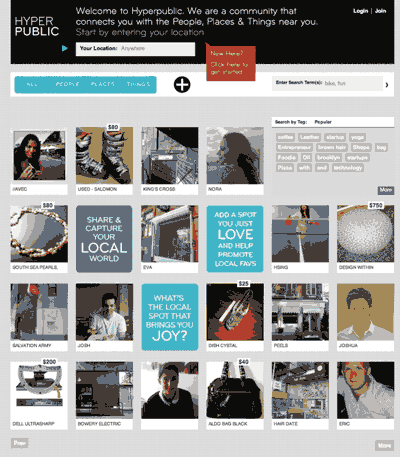 HYPER
PUBLIC
Welcome to Hyperpublic. We are a community that
connects you with the People, Places & Things near you.
Start by entering your location
Login | Join
Your Location: Anywhere
New Here?
Click here to
get started
ALL PEOPLE PLACES THINGS
Enter Search Term(s): bike, fun
Search by Tag: Popular
coffee Leather startup yoga
Entrepreneur brown hair Shops bag
Foodie DJ brooklyn startups
Pizza with and technology
More
$80
HAVEC
USED - SALOMON
KING'S CROSS
NORA
$80
$750
SOUTH SEA PEARLS
SHARE &
CAPTURE
YOUR
LOCAL
WORLD
EVA
ADD A SPOT
YOU JUST
LOVE
AND HELP
PROMOTE
LOCAL FAVS
HSING
DESIGN WITHIN
$25
SALVATION ARMY
JOSH
WHAT'S
THE LOCAL
SPOT THAT
BRINGS YOU
JOY?
DISH CYSTAL
PEELS
JOSHUA
$200
$40
DELL ULTRASHARP
BOWERY ELECTRIC
ALDO BAG BLACK
HAIR DATE
ERIC
Prev
More